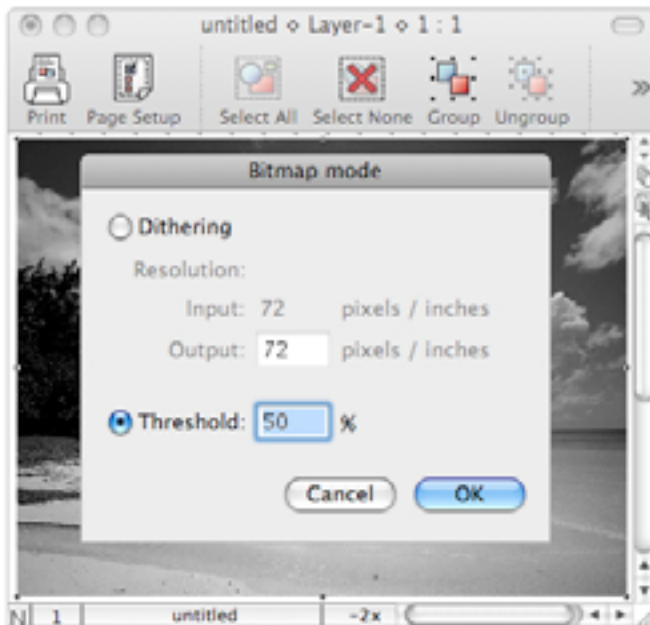 untitled ◇ Layer-1 ◇ 1 : 1
Print Page Setup Select All Select None Group Ungroup
Bitmap mode
Dithering
Resolution:
Input: 72 pixels / inches
Output: 72 pixels / inches
Threshold: 50 %
Cancel OK
N 1 untitled -2x